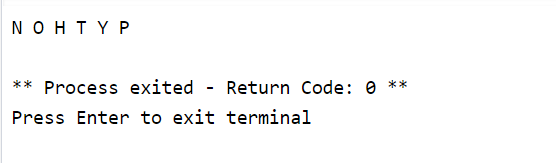 N O H T Y P
** Process exited - Return Code: 0 **
Press Enter to exit terminal